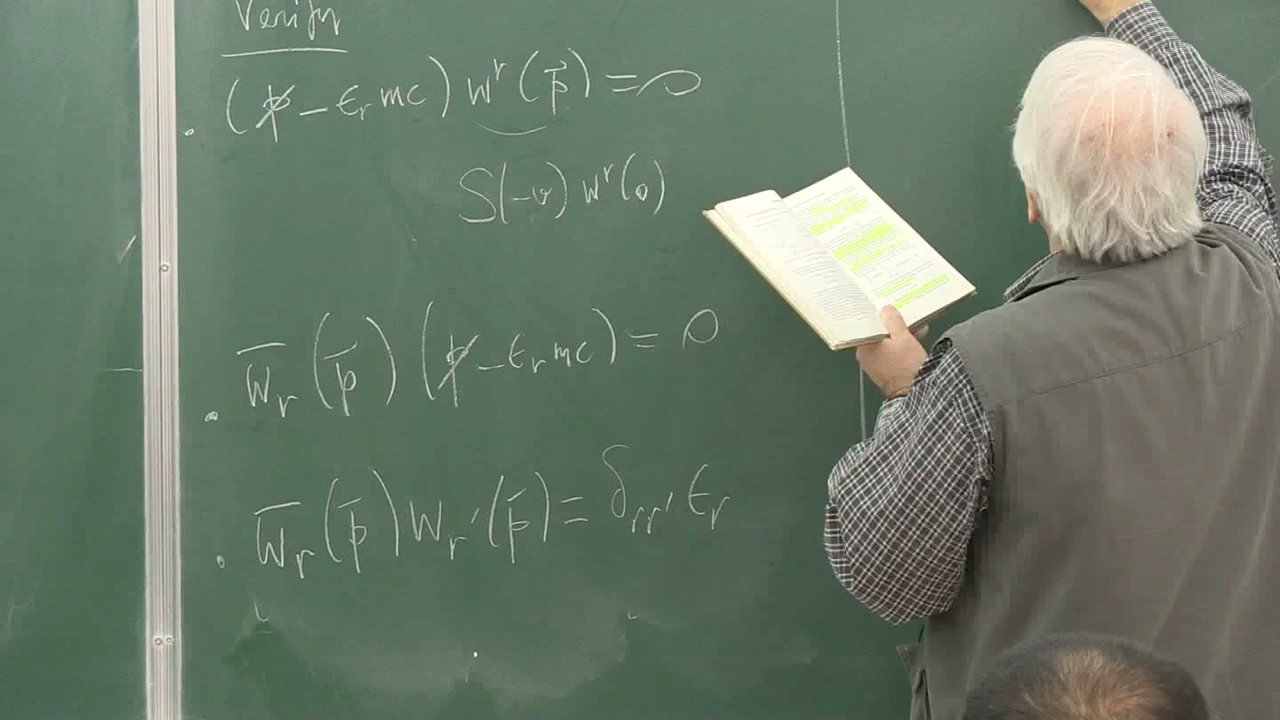 Verify
(p̸ - ϵ_r mc) w^r(p⃗) = 0
S(-v) w^r(0)
w̅_r(p̅) (p̸ - ϵ_r mc) = 0
w̅_r(p̅) w_r'(p̅) = δ_rr' ϵ_r